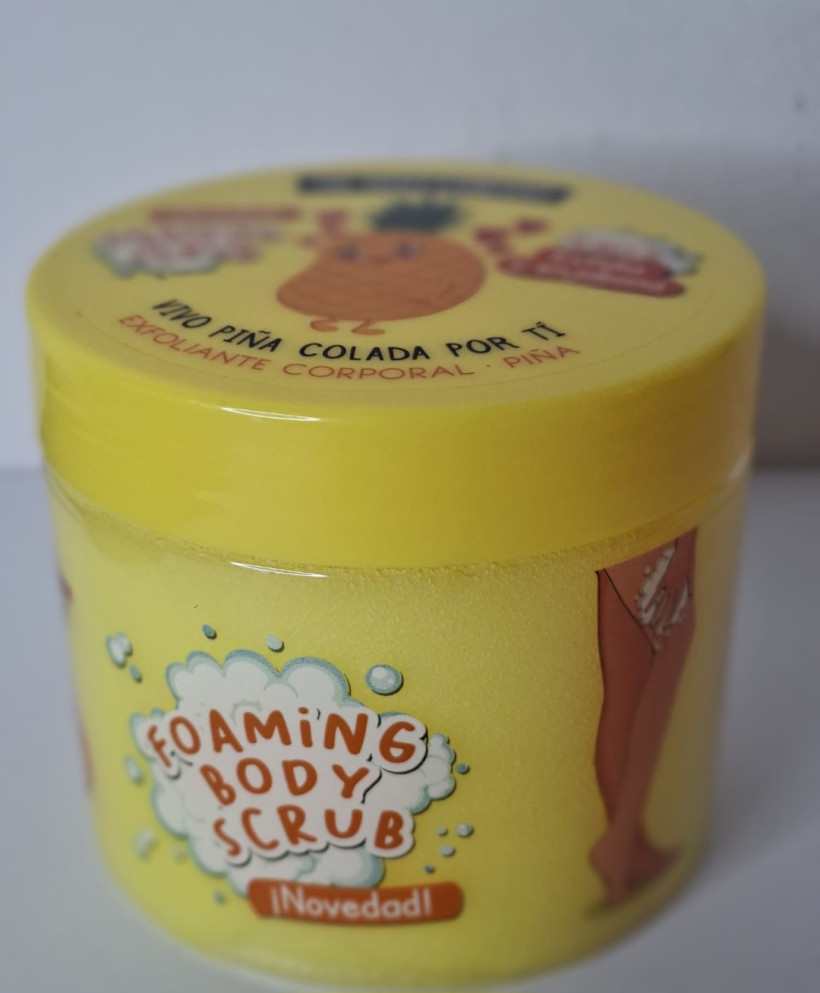 VIVO PIÑA COLADA POR TÍ
EXFOLIANTE CORPORAL · PIÑA
FOAMiNG
BODY
SCRUB
¡Novedad!